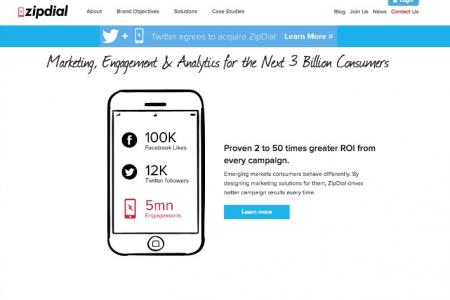 Login
zipdial
About Brand Objectives Solutions Case Studies
Blog Join Us News Contact Us
+ Twitter agrees to acquire ZipDial Learn More »
Marketing, Engagement & Analytics for the Next 3 Billion Consumers
100K
Facebook Likes
12K
Twitter followers
5mn
Engagements
Proven 2 to 50 times greater ROI from
every campaign.
Emerging markets consumers behave differently. By
designing marketing solutions for them, ZipDial drives
better campaign results every time.
Learn more